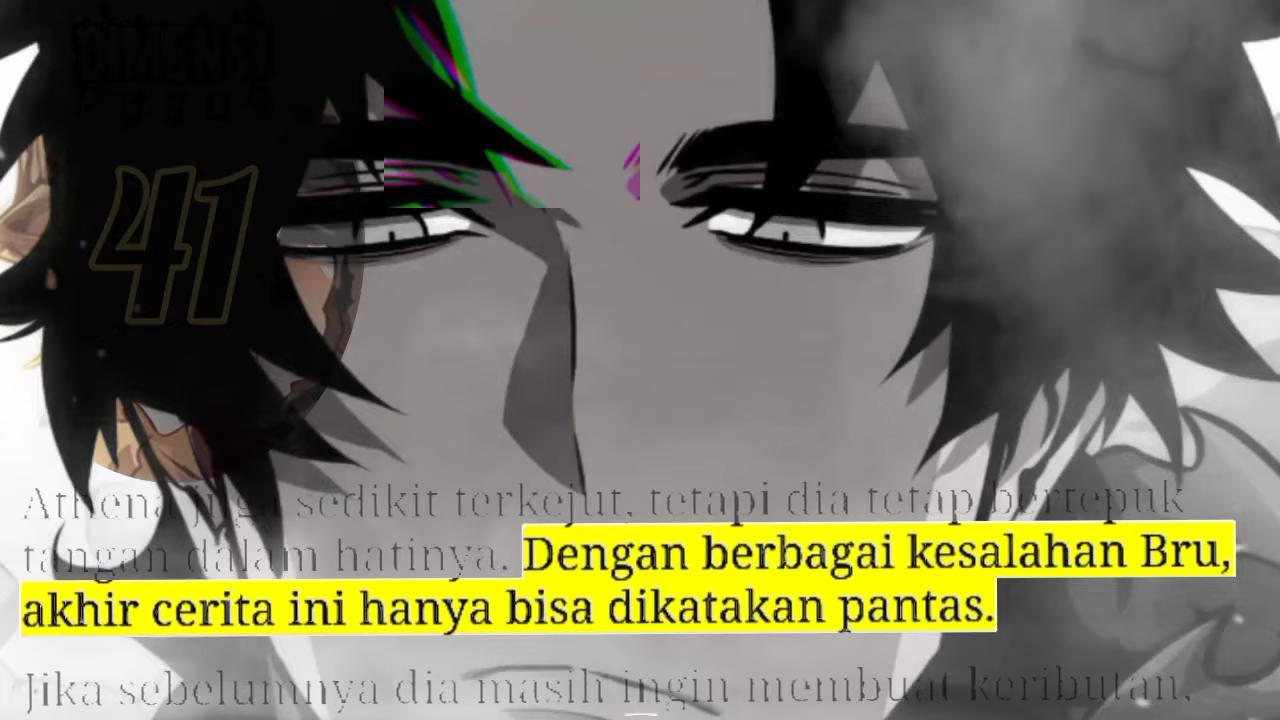 DIMENSI
41
Athena juga sedikit terkejut, tetapi dia tetap bertepuk
tangan dalam hatinya. Dengan berbagai kesalahan Bru,
akhir cerita ini hanya bisa dikatakan pantas.
Jika sebelumnya dia masih ingin membuat keributan,